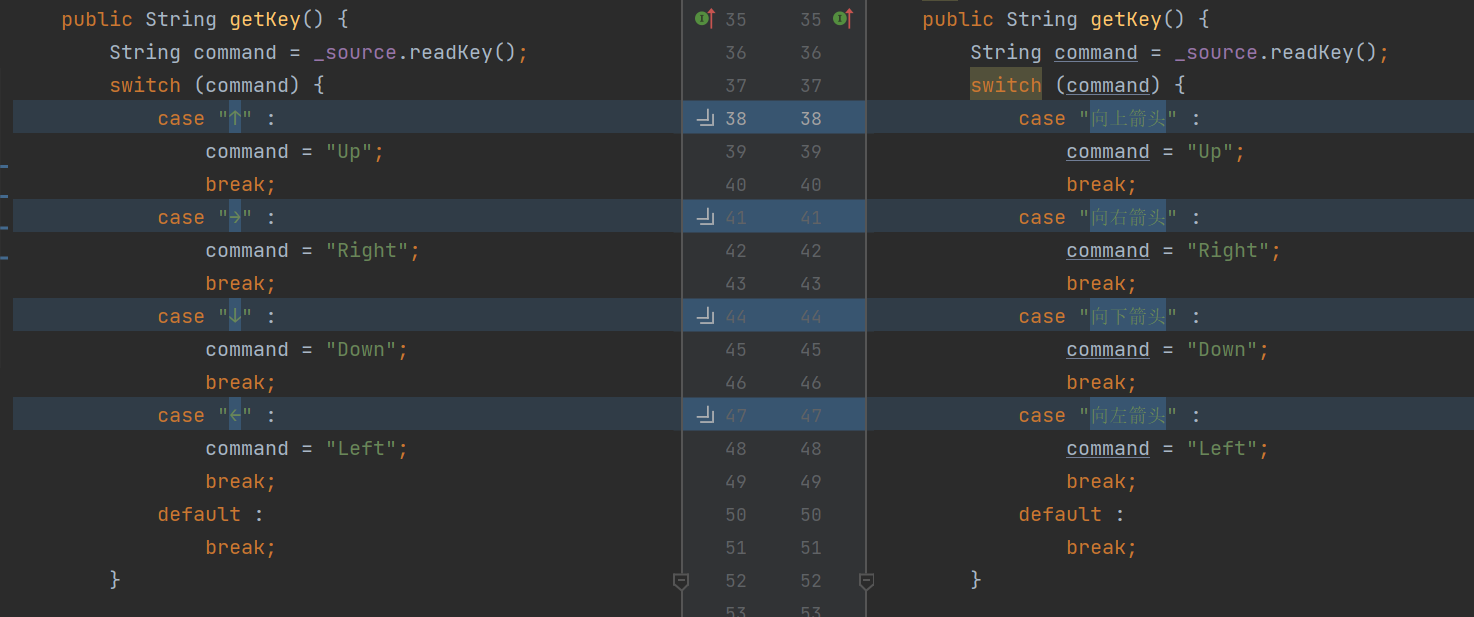 public String getKey() {
String command = _source.readKey();
switch (command) {
case "↑" :
command = "Up";
break;
case "→" :
command = "Right";
break;
case "↓" :
command = "Down";
break;
case "←" :
command = "Left";
break;
default :
break;
}
35 35
36 36
37 37
38 38
39 39
40 40
41 41
42 42
43 43
44 44
45 45
46 46
47 47
48 48
49 49
50 50
51 51
52 52
53 53
public String getKey() {
String command = _source.readKey();
switch (command) {
case "向上箭头" :
command = "Up";
break;
case "向右箭头" :
command = "Right";
break;
case "向下箭头" :
command = "Down";
break;
case "向左箭头" :
command = "Left";
break;
default :
break;
}